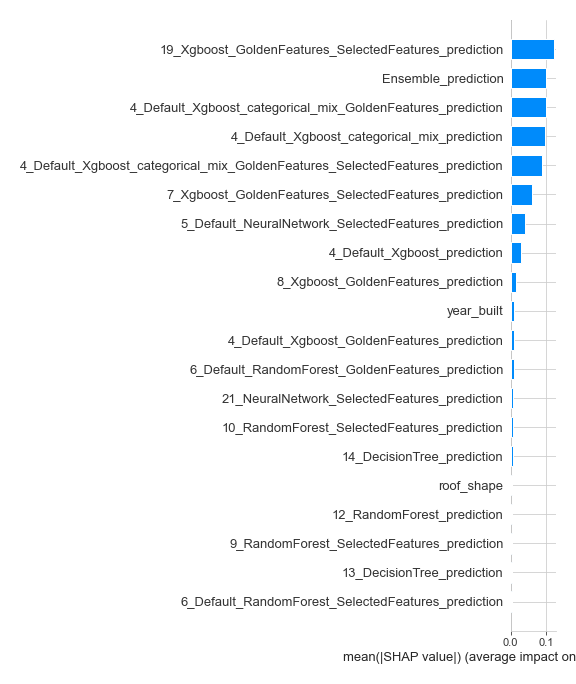 19_Xgboost_GoldenFeatures_SelectedFeatures_prediction
Ensemble_prediction
4_Default_Xgboost_categorical_mix_GoldenFeatures_prediction
4_Default_Xgboost_categorical_mix_prediction
4_Default_Xgboost_categorical_mix_GoldenFeatures_SelectedFeatures_prediction
7_Xgboost_GoldenFeatures_SelectedFeatures_prediction
5_Default_NeuralNetwork_SelectedFeatures_prediction
4_Default_Xgboost_prediction
8_Xgboost_GoldenFeatures_prediction
year_built
4_Default_Xgboost_GoldenFeatures_prediction
6_Default_RandomForest_GoldenFeatures_prediction
21_NeuralNetwork_SelectedFeatures_prediction
10_RandomForest_SelectedFeatures_prediction
14_DecisionTree_prediction
roof_shape
12_RandomForest_prediction
9_RandomForest_SelectedFeatures_prediction
13_DecisionTree_prediction
6_Default_RandomForest_SelectedFeatures_prediction
0.0 0.1
mean(|SHAP value|) (average impact on